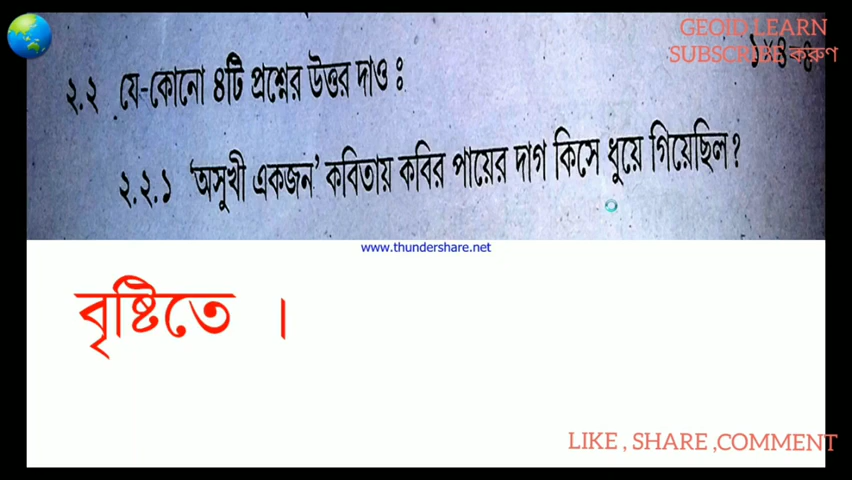 GEOID LEARN
SUBSCRIBE করুণ
২.২ যে-কোনো ৪টি প্রশ্নের উত্তর দাও ঃ
২.২.১ ‘অসুখী একজন’ কবিতায় কবির পায়ের দাগ কিসে ধুয়ে গিয়েছিল ?
www.thundershare.net
বৃষ্টিতে ।
LIKE , SHARE ,COMMENT